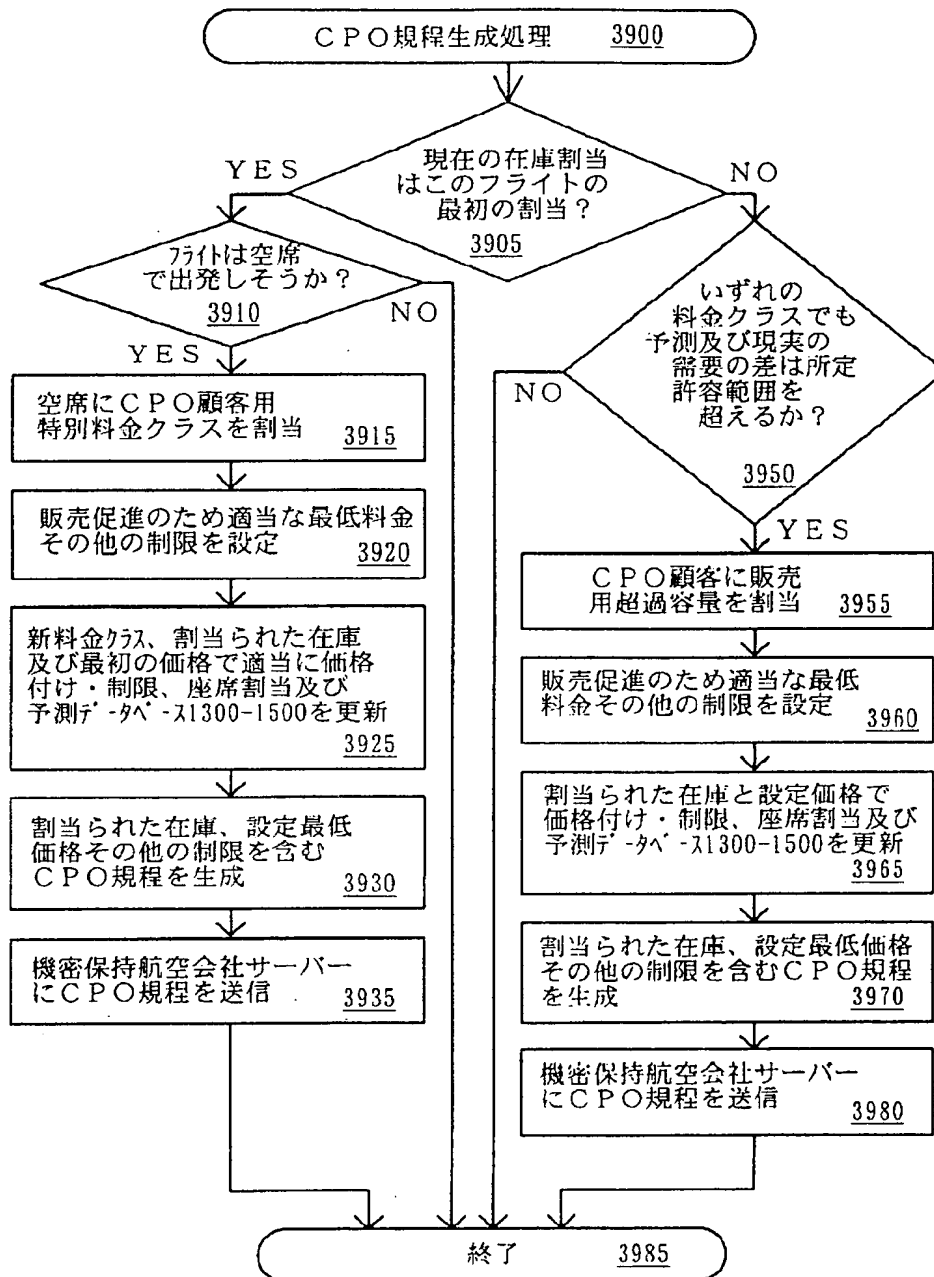 CPO規程生成処理 3900
現在の在庫割当
はこのフライトの
最初の割当?
3905
YES
NO
フライトは空席
で出発しそうか?
3910
NO
YES
空席にCPO顧客用
特別料金クラスを割当 3915
販売促進のため適当な最低料金
その他の制限を設定 3920
新料金クラス、割当られた在庫
及び最初の価格で適当に価格
付け・制限、座席割当及び
予測データベース1300-1500を更新
3925
割当られた在庫、設定最低
価格その他の制限を含む
CPO規程を生成 3930
機密保持航空会社サーバー
にCPO規程を送信 3935
いずれの
料金クラスでも
予測及び現実の
需要の差は所定
許容範囲を
超えるか?
3950
NO
YES
CPO顧客に販売
用超過容量を割当 3955
販売促進のため適当な最低
料金その他の制限を設定 3960
割当られた在庫と設定価格で
価格付け・制限、座席割当及び
予測データベース1300-1500を更新
3965
割当られた在庫、設定最低価格
その他の制限を含むCPO規程
を生成 3970
機密保持航空会社サーバー
にCPO規程を送信 3980
終了 3985